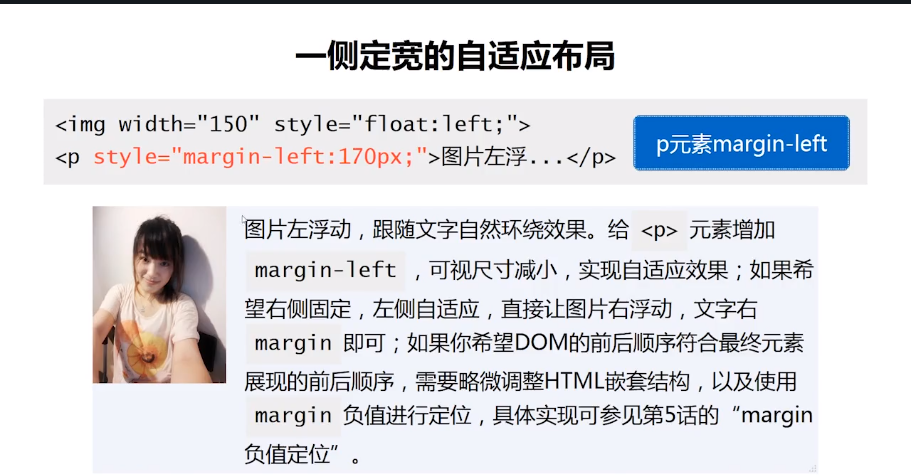 一侧定宽的自适应布局
<img width="150" style="float:left;">
<p style="margin-left:170px;">图片左浮...</p>
p元素margin-left
图片左浮动，跟随文字自然环绕效果。给 <p> 元素增加
margin-left ，可视尺寸减小，实现自适应效果；如果希
望右侧固定，左侧自适应，直接让图片右浮动，文字右
margin 即可；如果你希望DOM的前后顺序符合最终元素
展现的前后顺序，需要略微调整HTML嵌套结构，以及使用
margin 负值进行定位，具体实现可参见第5话的“margin
负值定位”。